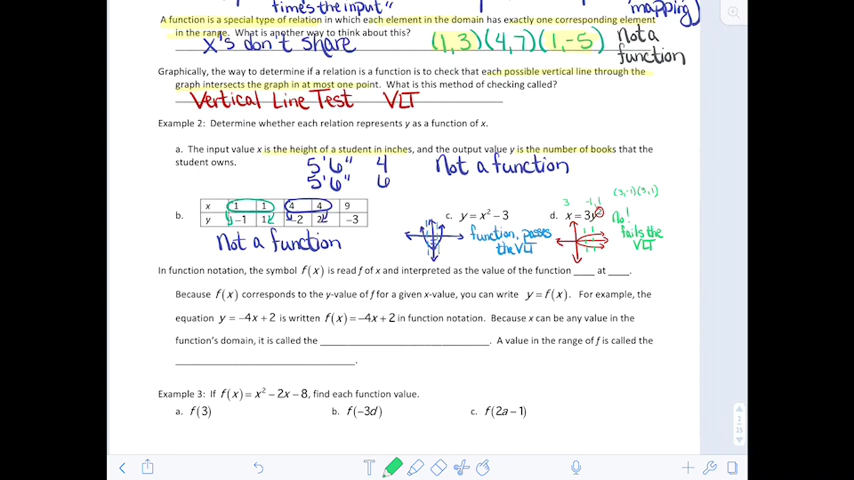 time's the input" mapping)
A function is a special type of relation in which each element in the domain has exactly one corresponding element
in the range. What is another way to think about this?
x's don't share (1,3)(4,7)(1,-5) Not a function
Graphically, the way to determine if a relation is a function is to check that each possible vertical line through the
graph intersects the graph in at most one point. What is this method of checking called?
Vertical Line Test VLT
Example 2: Determine whether each relation represents y as a function of x.
a. The input value x is the height of a student in inches, and the output value y is the number of books that the
student owns.
5'6" 4 Not a function
5'6" 6
b. x 1 1 4 4 9
y −1 1 −2 2 −3
Not a function
c. y = x² − 3
function, passes
the VLT
3 -1, 1 (3,-1)(3,1)
d. x = 3y²
No!
fails the
VLT
In function notation, the symbol f(x) is read f of x and interpreted as the value of the function ____ at ____.
Because f(x) corresponds to the y-value of f for a given x-value, you can write y = f(x). For example, the
equation y = −4x + 2 is written f(x) = −4x + 2 in function notation. Because x can be any value in the
function's domain, it is called the ______________________________. A value in the range of f is called the
______________________________.
Example 3: If f(x) = x² − 2x − 8, find each function value.
a. f(3) b. f(−3d) c. f(2a − 1)